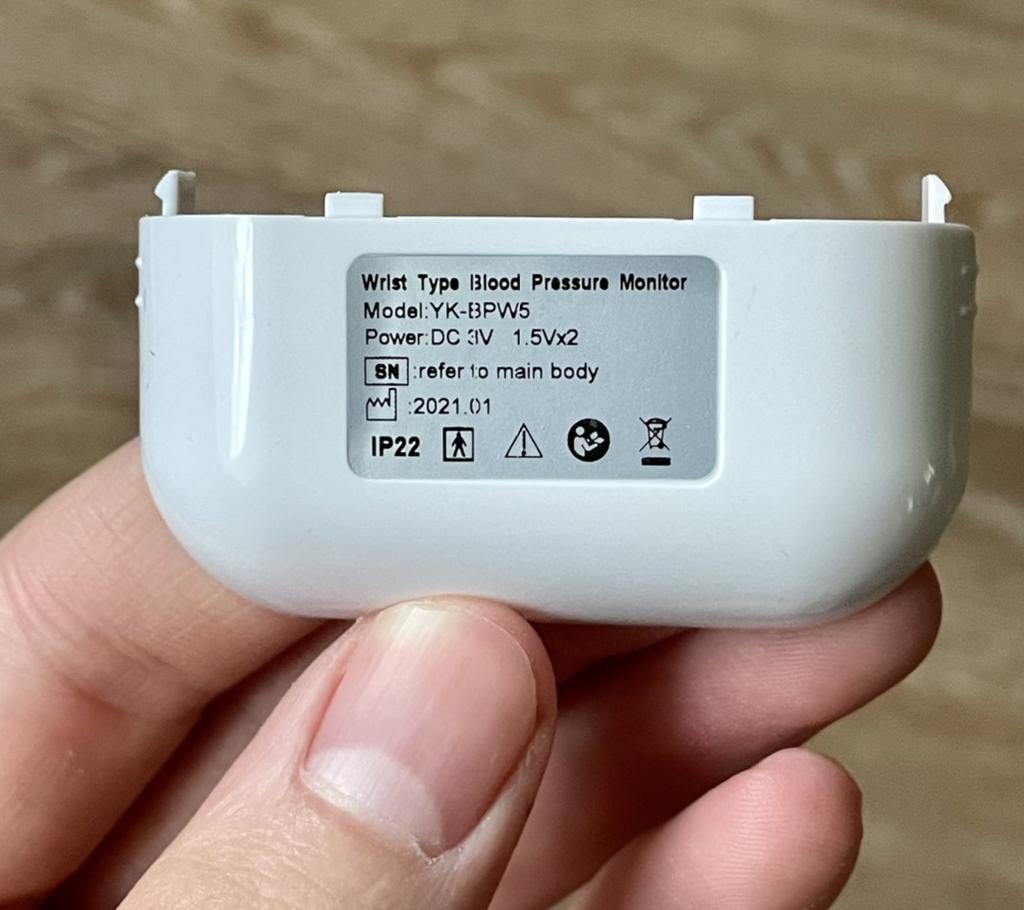 Wrist Type Blood Pressure Monitor
Model:YK-BPW5
Power:DC 3V 1.5Vx2
SN :refer to main body
:2021.01
IP22